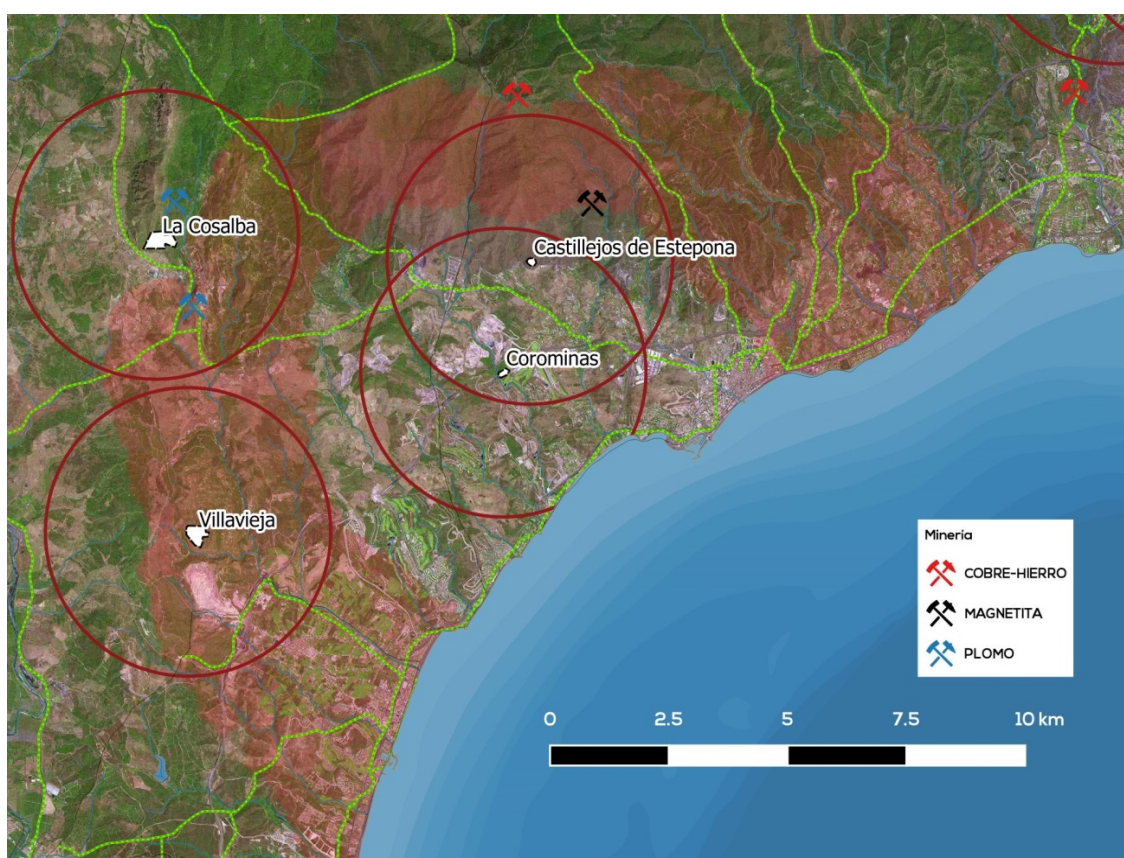 La Cosalba
Castillejos de Estepona
Corominas
Villavieja
Minería
COBRE-HIERRO
MAGNETITA
PLOMO
0 2.5 5 7.5 10 km